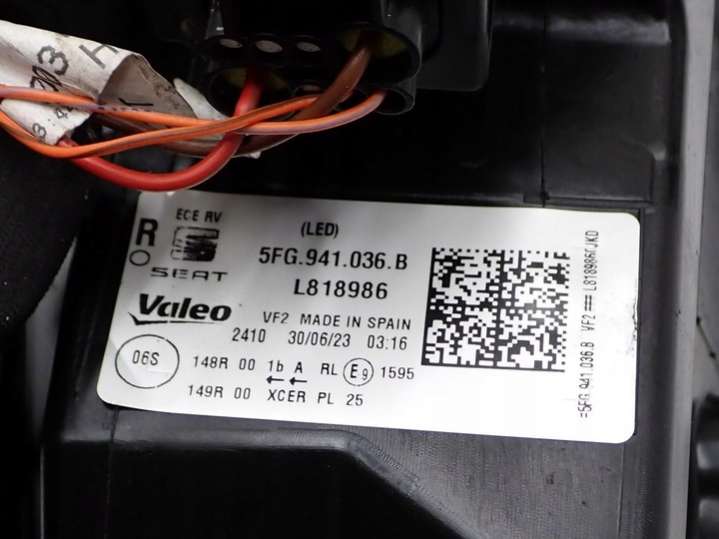 R
ECE RV
(LED)
SEAT
5FG.941.036.B
L818986
Valeo
VF2 MADE IN SPAIN
2410 30/06/23 03:16
06S
148R 00 1b A RL E9 1595
149R 00 XCER PL 25
=5FG.941.036.B VF2 === L818986